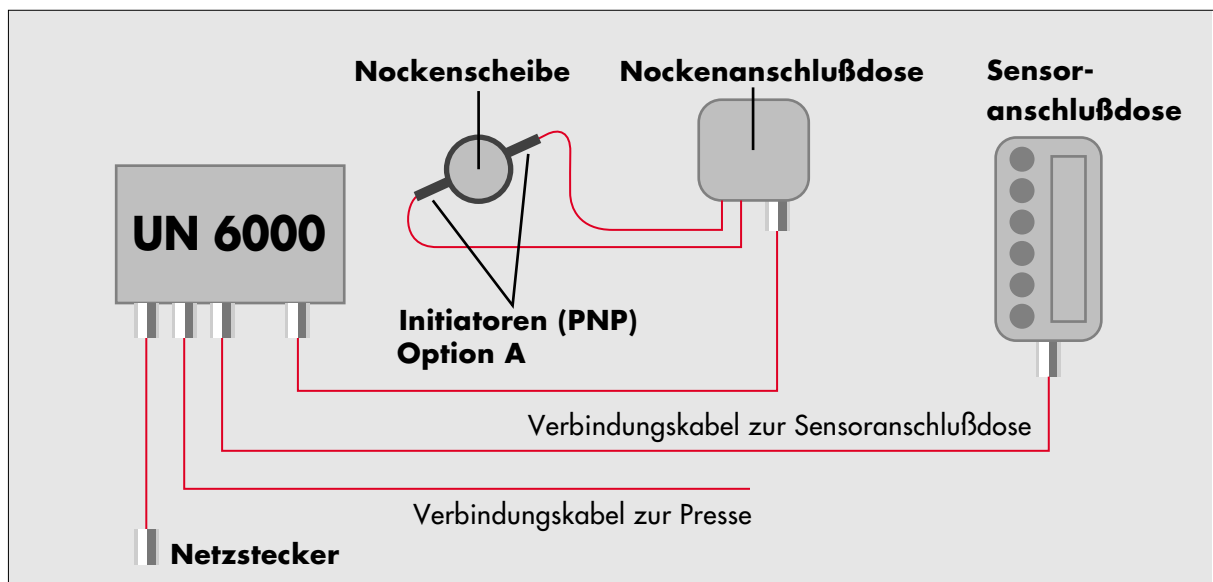 Nockenscheibe
Nockenanschlußdose
Sensor-
anschlußdose
UN 6000
Initiatoren (PNP)
Option A
Verbindungskabel zur Sensoranschlußdose
Verbindungskabel zur Presse
Netzstecker